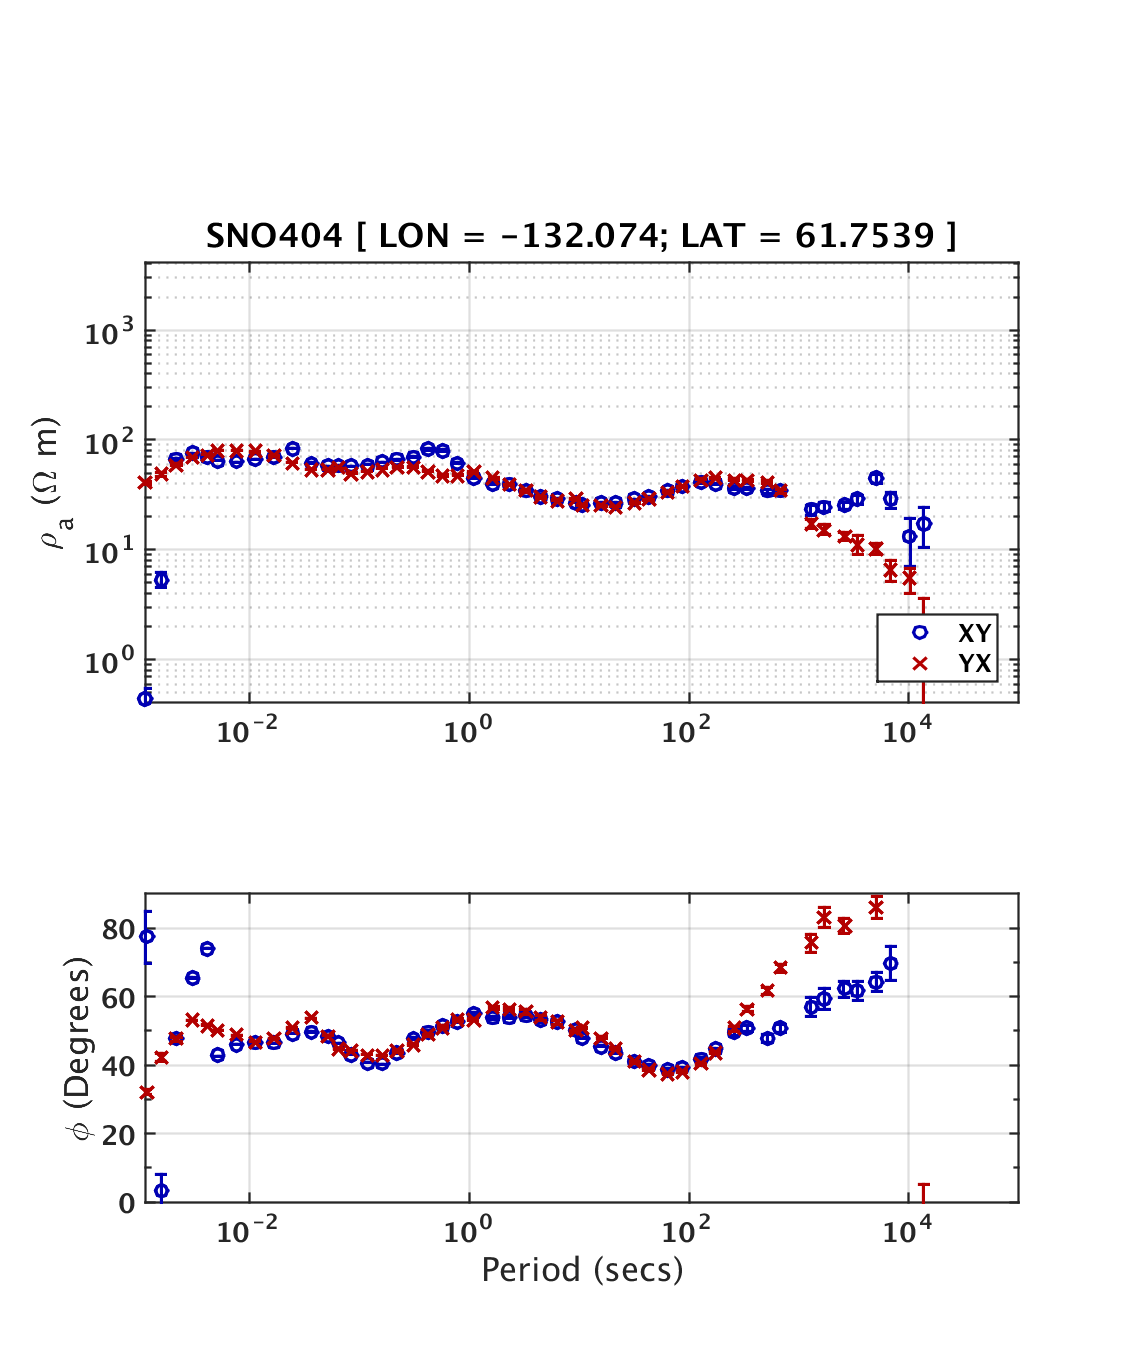 SNO404 [ LON = -132.074; LAT = 61.7539 ]
ρa (Ω m)
10^3
10^2
10^1
10^0
XY
YX
10^-2 10^0 10^2 10^4
φ (Degrees)
80
60
40
20
0
10^-2 10^0 10^2 10^4
Period (secs)